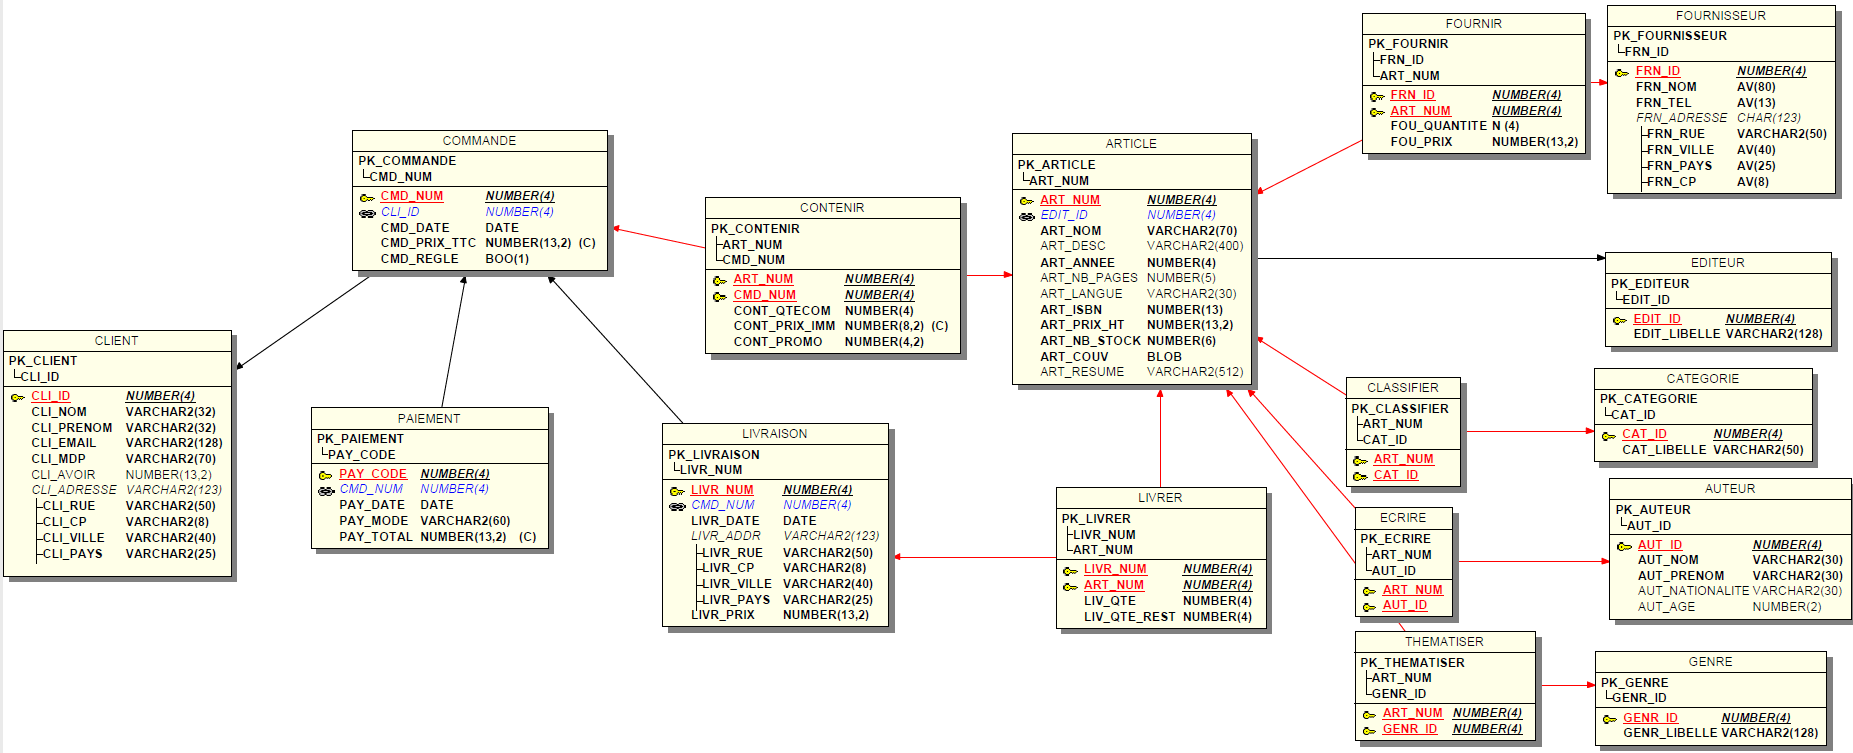 COMMANDE
PK_COMMANDE
CMD_NUM
CMD_NUM NUMBER(4)
CLI_ID NUMBER(4)
CMD_DATE DATE
CMD_PRIX_TTC NUMBER(13,2) (C)
CMD_REGLE BOO(1)
CLIENT
PK_CLIENT
CLI_ID
CLI_ID NUMBER(4)
CLI_NOM VARCHAR2(32)
CLI_PRENOM VARCHAR2(32)
CLI_EMAIL VARCHAR2(128)
CLI_MDP VARCHAR2(70)
CLI_AVOIR NUMBER(13,2)
CLI_ADRESSE VARCHAR2(123)
CLI_RUE VARCHAR2(50)
CLI_CP VARCHAR2(8)
CLI_VILLE VARCHAR2(40)
CLI_PAYS VARCHAR2(25)
PAIEMENT
PK_PAIEMENT
PAY_CODE
PAY_CODE NUMBER(4)
CMD_NUM NUMBER(4)
PAY_DATE DATE
PAY_MODE VARCHAR2(60)
PAY_TOTAL NUMBER(13,2) (C)
CONTENIR
PK_CONTENIR
ART_NUM
CMD_NUM
ART_NUM NUMBER(4)
CMD_NUM NUMBER(4)
CONT_QTECOM NUMBER(4)
CONT_PRIX_IMM NUMBER(8,2) (C)
CONT_PROMO NUMBER(4,2)
LIVRAISON
PK_LIVRAISON
LIVR_NUM
LIVR_NUM NUMBER(4)
CMD_NUM NUMBER(4)
LIVR_DATE DATE
LIVR_ADDR VARCHAR2(123)
LIVR_RUE VARCHAR2(50)
LIVR_CP VARCHAR2(8)
LIVR_VILLE VARCHAR2(40)
LIVR_PAYS VARCHAR2(25)
LIVR_PRIX NUMBER(13,2)
ARTICLE
PK_ARTICLE
ART_NUM
ART_NUM NUMBER(4)
EDIT_ID NUMBER(4)
ART_NOM VARCHAR2(70)
ART_DESC VARCHAR2(400)
ART_ANNEE NUMBER(4)
ART_NB_PAGES NUMBER(5)
ART_LANGUE VARCHAR2(30)
ART_ISBN NUMBER(13)
ART_PRIX_HT NUMBER(13,2)
ART_NB_STOCK NUMBER(6)
ART_COUV BLOB
ART_RESUME VARCHAR2(512)
LIVRER
PK_LIVRER
LIVR_NUM
ART_NUM
LIVR_NUM NUMBER(4)
ART_NUM NUMBER(4)
LIV_QTE NUMBER(4)
LIV_QTE_REST NUMBER(4)
FOURNIR
PK_FOURNIR
FRN_ID
ART_NUM
FRN_ID NUMBER(4)
ART_NUM NUMBER(4)
FOU_QUANTITE N (4)
FOU_PRIX NUMBER(13,2)
FOURNISSEUR
PK_FOURNISSEUR
FRN_ID
FRN_ID NUMBER(4)
FRN_NOM AV(80)
FRN_TEL AV(13)
FRN_ADRESSE CHAR(123)
FRN_RUE VARCHAR2(50)
FRN_VILLE AV(40)
FRN_PAYS AV(25)
FRN_CP AV(8)
EDITEUR
PK_EDITEUR
EDIT_ID
EDIT_ID NUMBER(4)
EDIT_LIBELLE VARCHAR2(128)
CLASSIFIER
PK_CLASSIFIER
ART_NUM
CAT_ID
ART_NUM
CAT_ID
CATEGORIE
PK_CATEGORIE
CAT_ID
CAT_ID NUMBER(4)
CAT_LIBELLE VARCHAR2(50)
ECRIRE
PK_ECRIRE
ART_NUM
AUT_ID
ART_NUM
AUT_ID
AUTEUR
PK_AUTEUR
AUT_ID
AUT_ID NUMBER(4)
AUT_NOM VARCHAR2(30)
AUT_PRENOM VARCHAR2(30)
AUT_NATIONALITE VARCHAR2(30)
AUT_AGE NUMBER(2)
THEMATISER
PK_THEMATISER
ART_NUM
GENR_ID
ART_NUM NUMBER(4)
GENR_ID NUMBER(4)
GENRE
PK_GENRE
GENR_ID
GENR_ID NUMBER(4)
GENR_LIBELLE VARCHAR2(128)